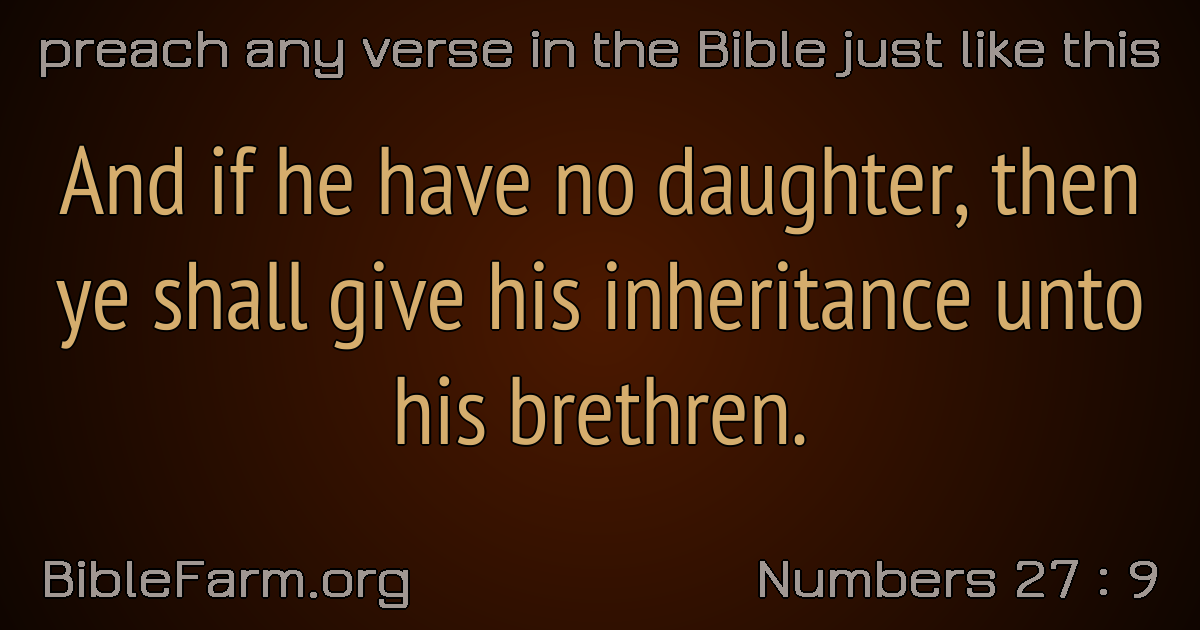 preach any verse in the Bible just like this
And if he have no daughter, then
ye shall give his inheritance unto
his brethren.
BibleFarm.org
Numbers 27 : 9